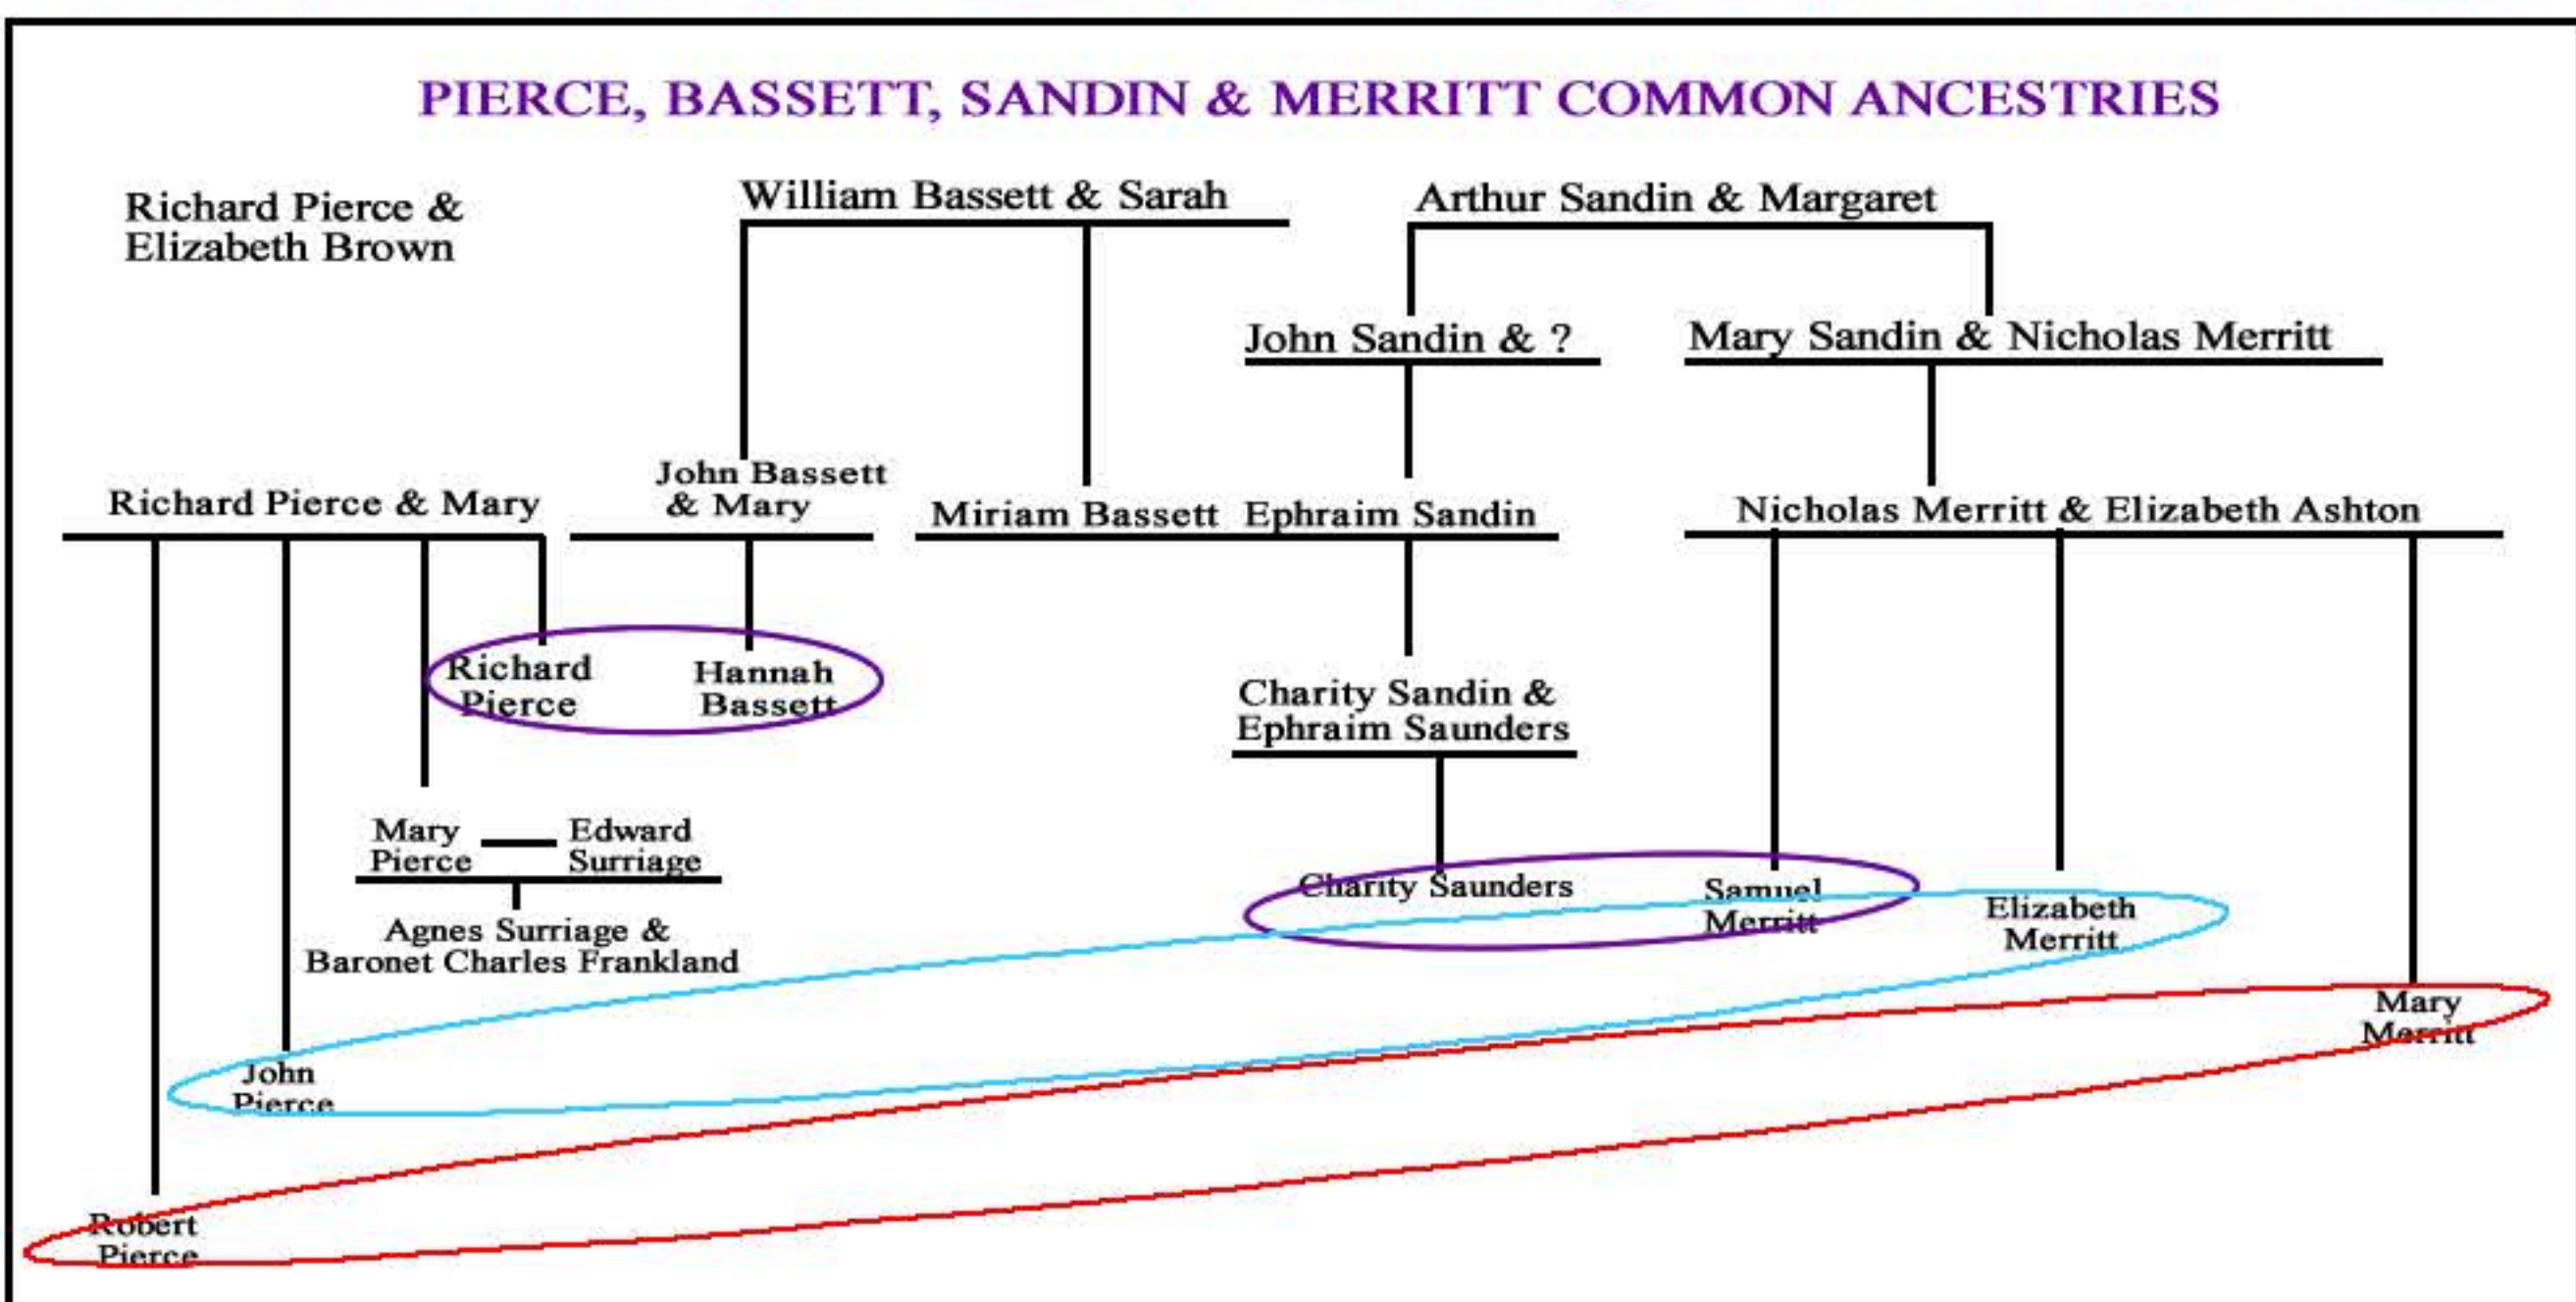 PIERCE, BASSETT, SANDIN & MERRITT COMMON ANCESTRIES
Richard Pierce &
Elizabeth Brown
William Bassett & Sarah
Arthur Sandin & Margaret
John Sandin & ?
Mary Sandin & Nicholas Merritt
Richard Pierce & Mary
John Bassett
& Mary
Miriam Bassett Ephraim Sandin
Nicholas Merritt & Elizabeth Ashton
Richard
Pierce
Hannah
Bassett
Charity Sandin &
Ephraim Saunders
Mary
Pierce
Edward
Surriage
Agnes Surriage &
Baronet Charles Frankland
Charity Saunders
Samuel
Merritt
Elizabeth
Merritt
Mary
Merritt
John
Pierce
Robert
Pierce